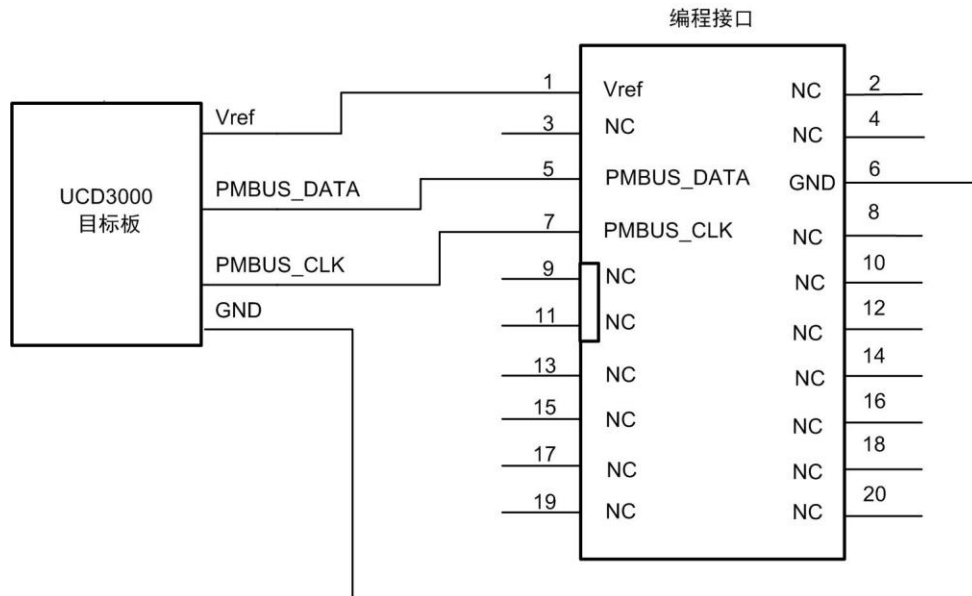 编程接口
UCD3000
目标板
Vref
PMBUS_DATA
PMBUS_CLK
GND
1 Vref NC 2
3 NC NC 4
5 PMBUS_DATA GND 6
7 PMBUS_CLK NC 8
9 NC NC 10
11 NC NC 12
13 NC NC 14
15 NC NC 16
17 NC NC 18
19 NC NC 20